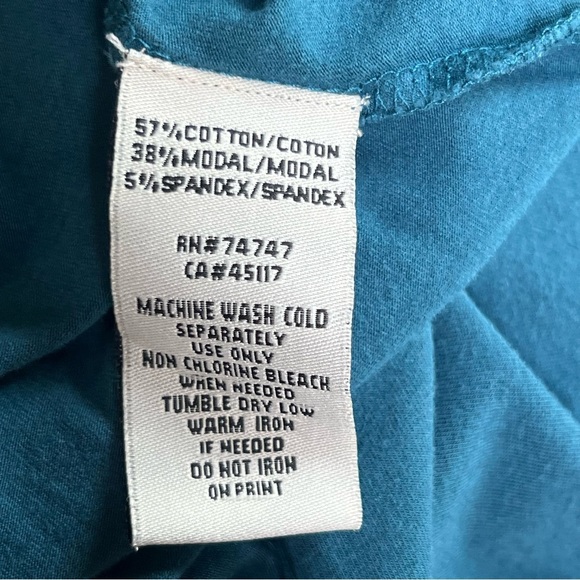 57%COTTON/COTON
38%MODAL/MODAL
5%SPANDEX/SPANDEX
RN#74747
CA#45117
MACHINE WASH COLD
SEPARATELY
USE ONLY
NON CHLORINE BLEACH
WHEN NEEDED
TUMBLE DRY LOW
WARM IRON
IF NEEDED
DO NOT IRON
ON PRINT